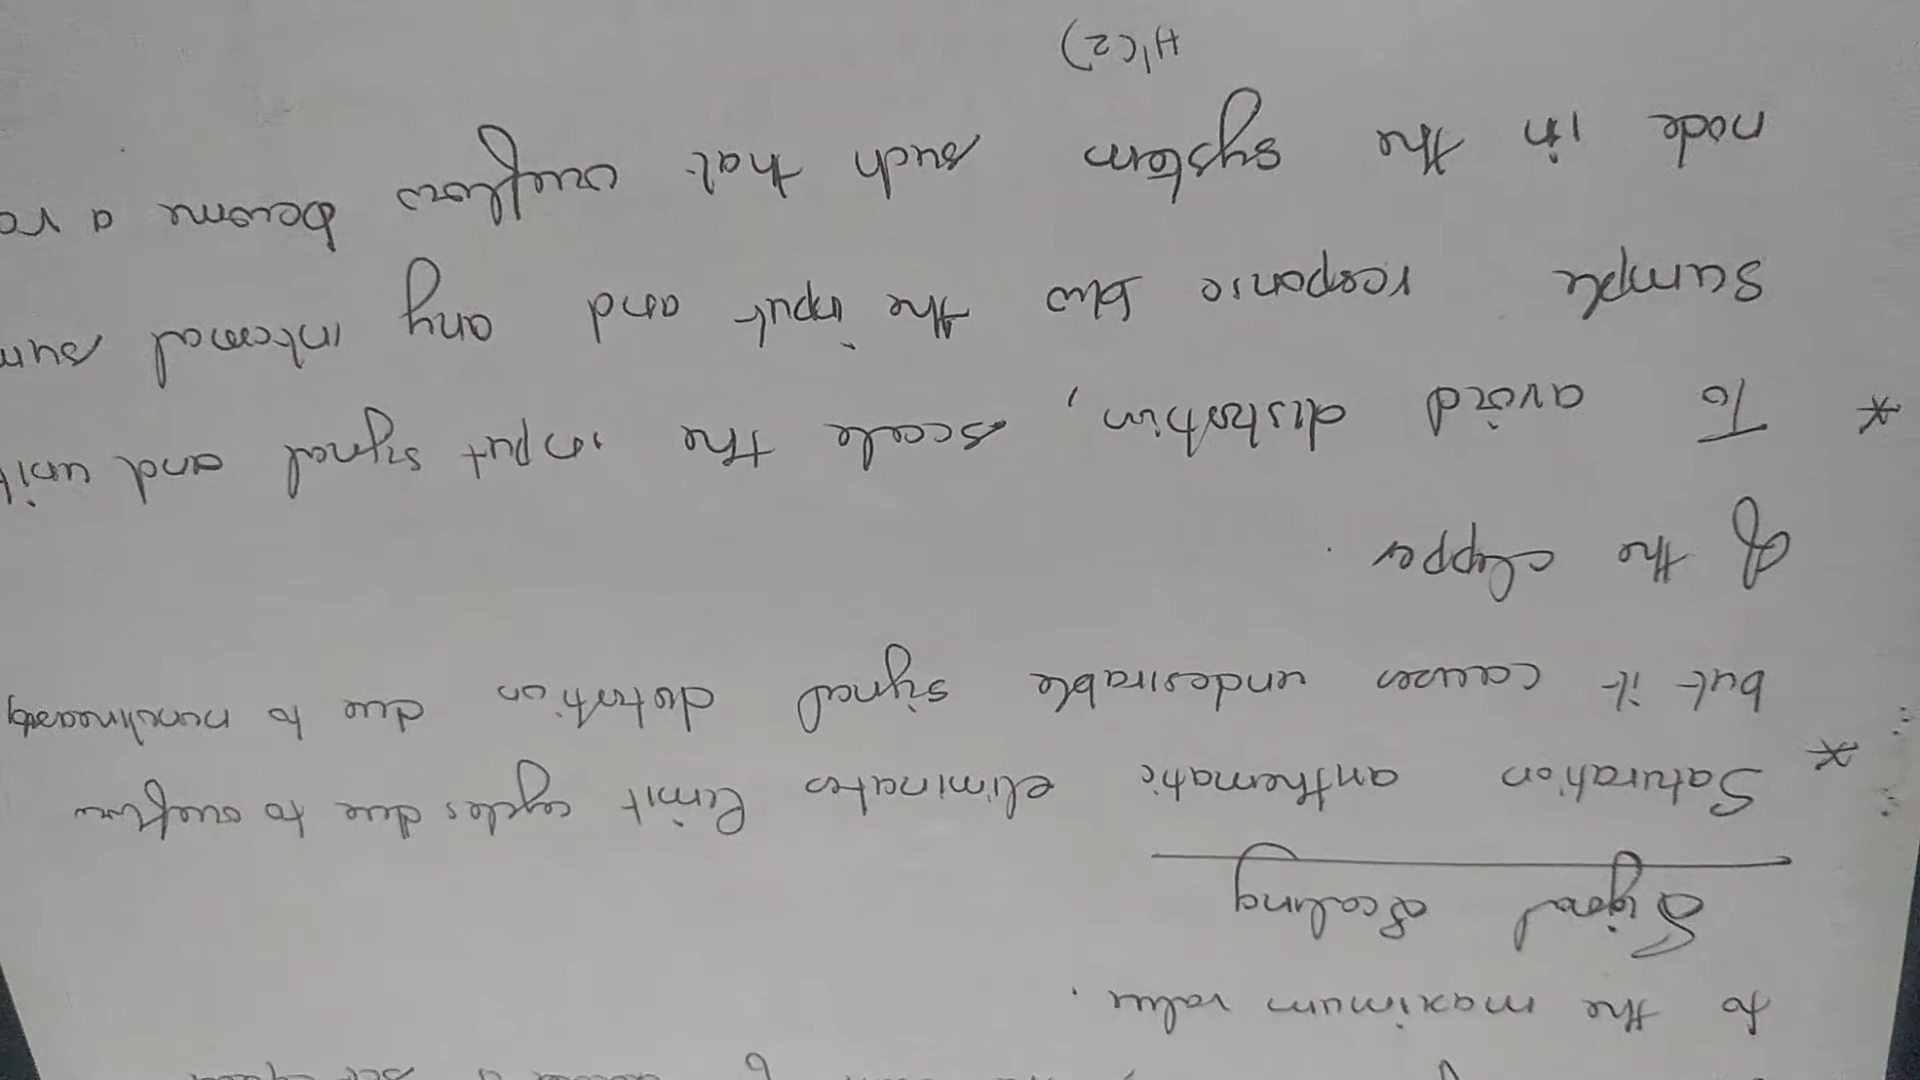 to the maximum value.
Signal Scaling
* Saturation arithematic eliminates limit cycles due to overflow
but it causes undesirable signal distortion due to nonlinearity
of the clipper.
* To avoid distortion, scale the input signal and unit
sample response b/w the input and any internal sum
node in the system such that overflow become a ra
H'(z)